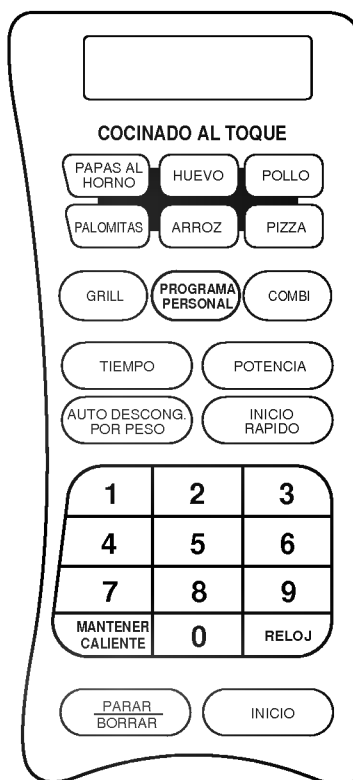 COCINADO AL TOQUE
PAPAS AL
HORNO
HUEVO
POLLO
PALOMITAS
ARROZ
PIZZA
GRILL
PROGRAMA
PERSONAL
COMBI
TIEMPO
POTENCIA
AUTO DESCONG.
POR PESO
INICIO
RAPIDO
1 2 3
4 5 6
7 8 9
MANTENER
CALIENTE
0
RELOJ
PARAR
BORRAR
INICIO